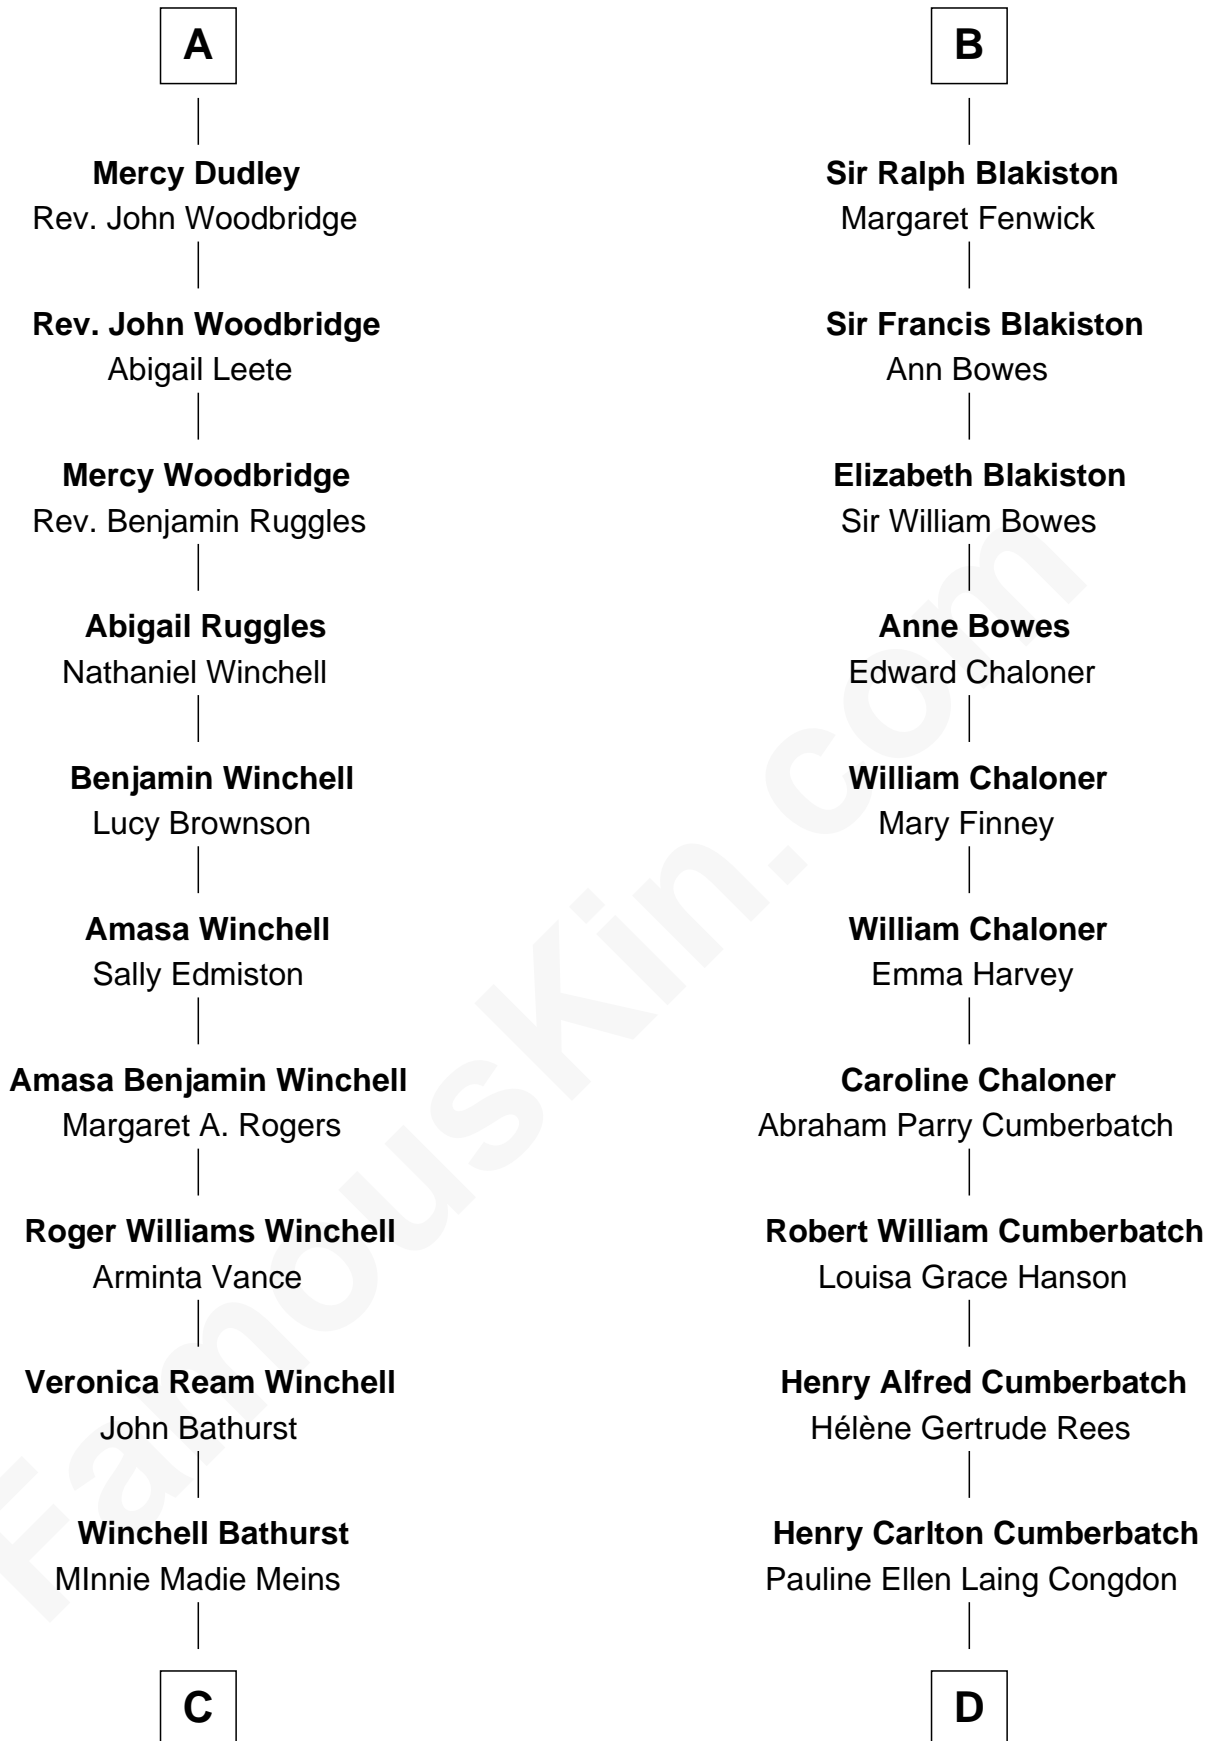 A
Mercy Dudley
Rev. John Woodbridge
Rev. John Woodbridge
Abigail Leete
Mercy Woodbridge
Rev. Benjamin Ruggles
Abigail Ruggles
Nathaniel Winchell
Benjamin Winchell
Lucy Brownson
Amasa Winchell
Sally Edmiston
Amasa Benjamin Winchell
Margaret A. Rogers
Roger Williams Winchell
Arminta Vance
Veronica Ream Winchell
John Bathurst
Winchell Bathurst
MInnie Madie Meins
C
B
Sir Ralph Blakiston
Margaret Fenwick
Sir Francis Blakiston
Ann Bowes
Elizabeth Blakiston
Sir William Bowes
Anne Bowes
Edward Chaloner
William Chaloner
Mary Finney
William Chaloner
Emma Harvey
Caroline Chaloner
Abraham Parry Cumberbatch
Robert William Cumberbatch
Louisa Grace Hanson
Henry Alfred Cumberbatch
Hélène Gertrude Rees
Henry Carlton Cumberbatch
Pauline Ellen Laing Congdon
D
FamousKin.com